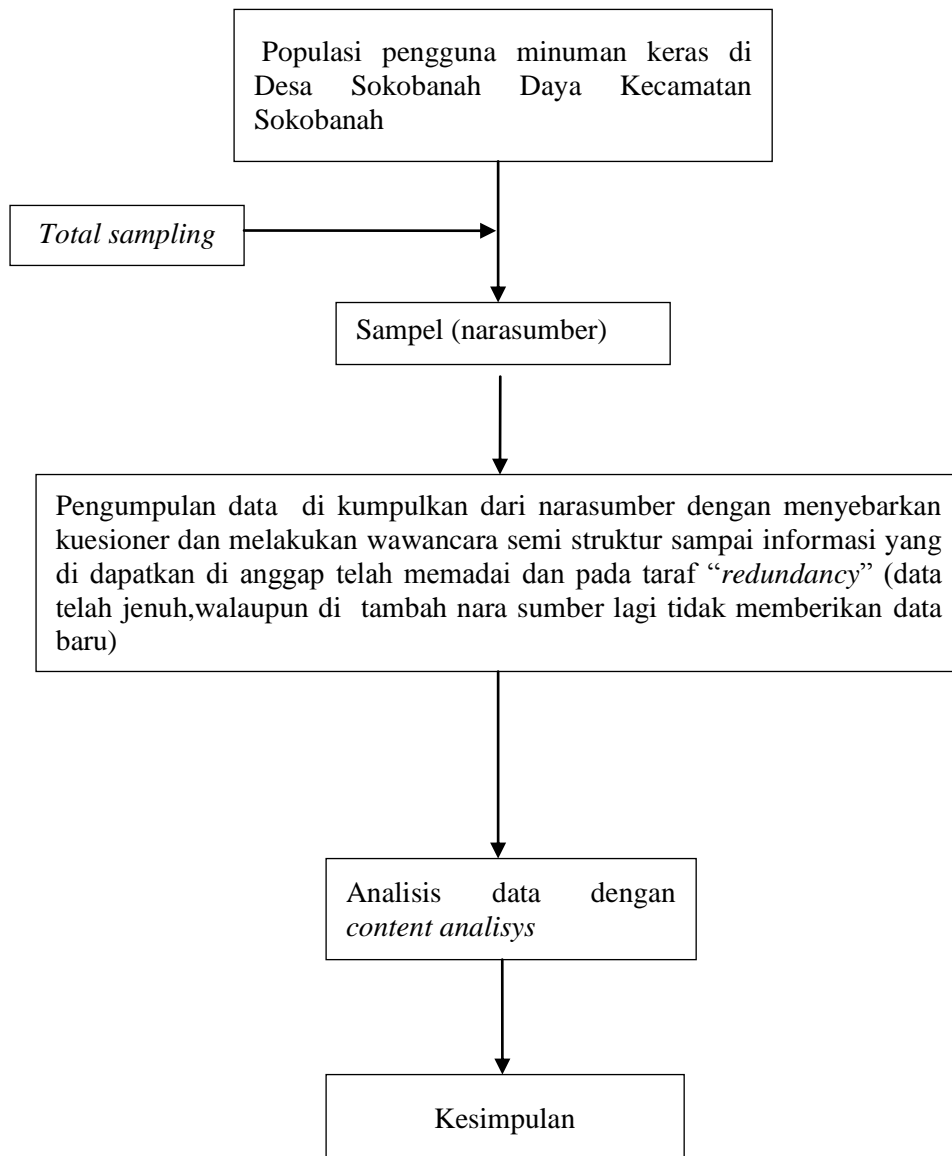 Populasi pengguna minuman keras di
Desa Sokobanah Daya Kecamatan
Sokobanah
Total sampling
Sampel (narasumber)
Pengumpulan data di kumpulkan dari narasumber dengan menyebarkan
kuesioner dan melakukan wawancara semi struktur sampai informasi yang
di dapatkan di anggap telah memadai dan pada taraf “redundancy” (data
telah jenuh,walaupun di tambah nara sumber lagi tidak memberikan data
baru)
Analisis data dengan
content analisys
Kesimpulan